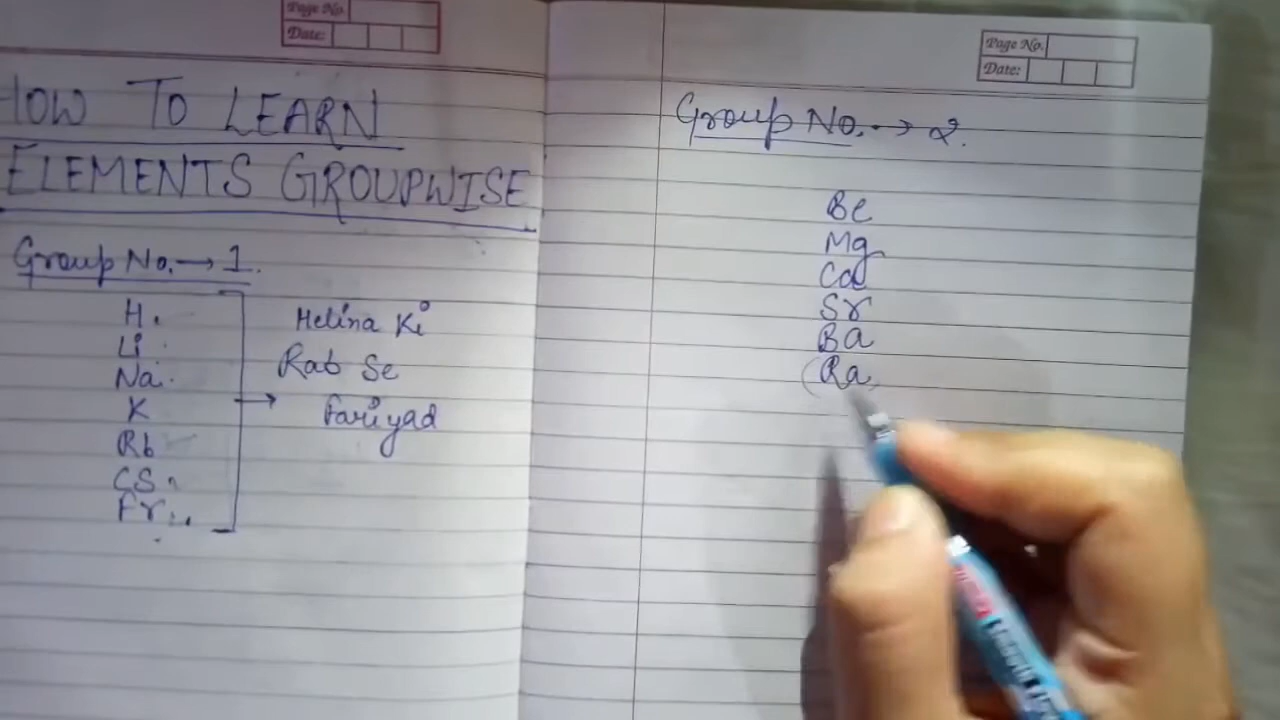 Page No.
Date:
HOW TO LEARN
ELEMENTS GROUPWISE
Group No. → 1.
H.
Li
Na.
K
Rb
CS
Fr
→
Helina Ki
Rab Se
Fariyad
Page No.
Date:
Group No. → 2.
Be
Mg
Ca
Sr
Ba
(Ra